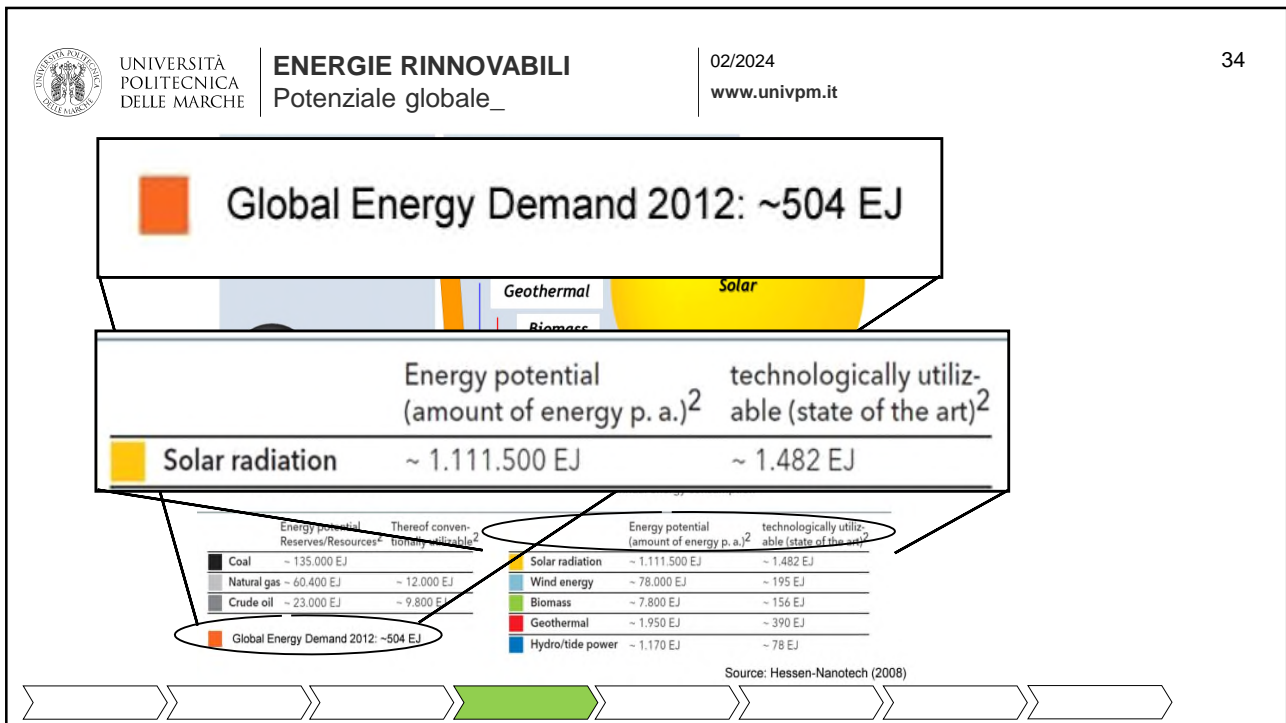 UNIVERSITÀ
POLITECNICA
DELLE MARCHE
ENERGIE RINNOVABILI
Potenziale globale_
02/2024
www.univpm.it
34
Global Energy Demand 2012: ~504 EJ
Geothermal
Solar
Biomass
Energy potential
(amount of energy p. a.)2
technologically utiliz-
able (state of the art)2
Solar radiation ~ 1.111.500 EJ ~ 1.482 EJ
Energy potential
Reserves/Resources2
Thereof conven-
tionally utilizable2
Coal ~ 135.000 EJ
Natural gas ~ 60.400 EJ ~ 12.000 EJ
Crude oil ~ 23.000 EJ ~ 9.800 EJ
Global Energy Demand 2012: ~504 EJ
Energy potential
(amount of energy p. a.)2
technologically utiliz-
able (state of the art)2
Solar radiation ~ 1.111.500 EJ ~ 1.482 EJ
Wind energy ~ 78.000 EJ ~ 195 EJ
Biomass ~ 7.800 EJ ~ 156 EJ
Geothermal ~ 1.950 EJ ~ 390 EJ
Hydro/tide power ~ 1.170 EJ ~ 78 EJ
Source: Hessen-Nanotech (2008)